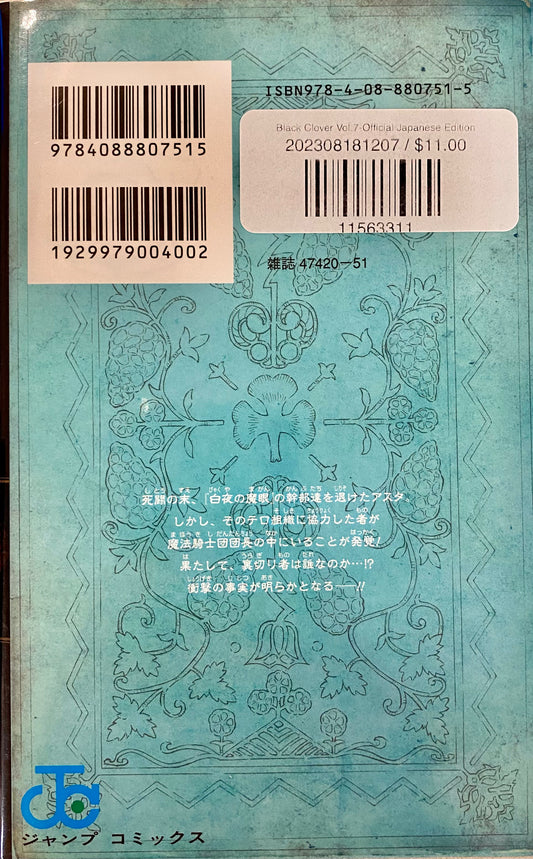 ISBN978-4-08-880751-5
9784088807515
Black Clover Vol.7-Official Japanese Edition
202308181207 / $11.00
11563311
1929979004002
雑誌 47420-51
死闘の末、『白夜の魔眼』の幹部達を退けたアスタ。
しかし、そのテロ組織に協力した者が
魔法騎士団団長の中にいることが発覚!
果たして、裏切り者は誰なのか…!?
衝撃の事実が明らかとなる——!!
ジャンプ コミックス